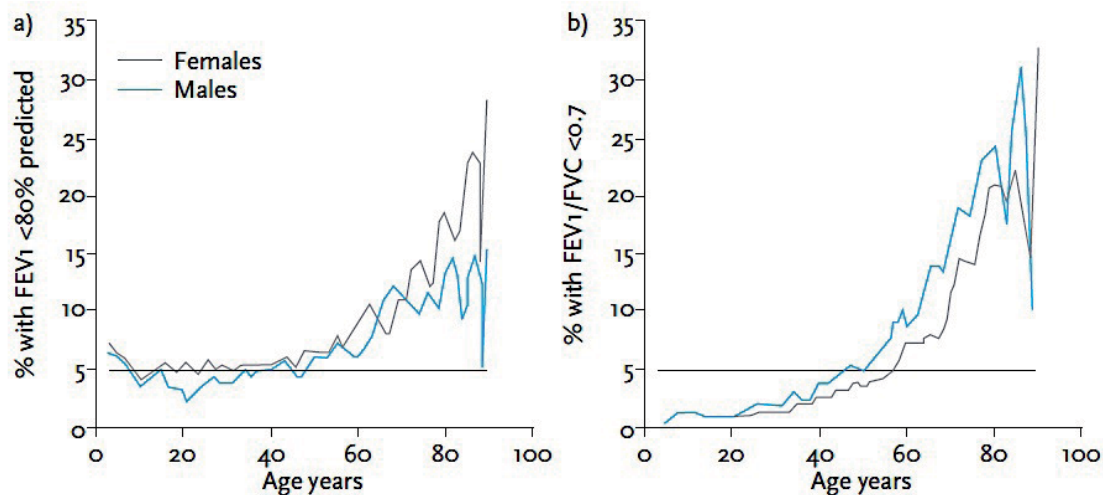 a)
35
30
25
20
15
10
5
0
% with FEV1 <80% predicted
Females
Males
0 20 40 60 80 100
Age years
b)
35
30
25
20
15
10
5
0
% with FEV1/FVC <0.7
0 20 40 60 80 100
Age years